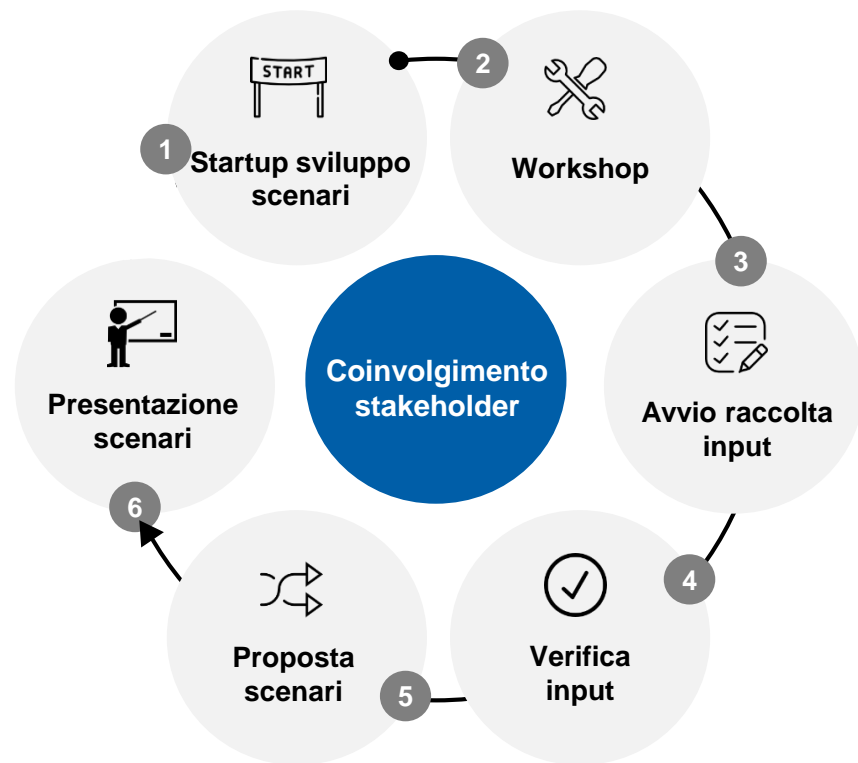 START
1
Startup sviluppo
scenari
2
Workshop
3
Avvio raccolta
input
4
Verifica
input
5
Proposta
scenari
6
Presentazione
scenari
Coinvolgimento
stakeholder